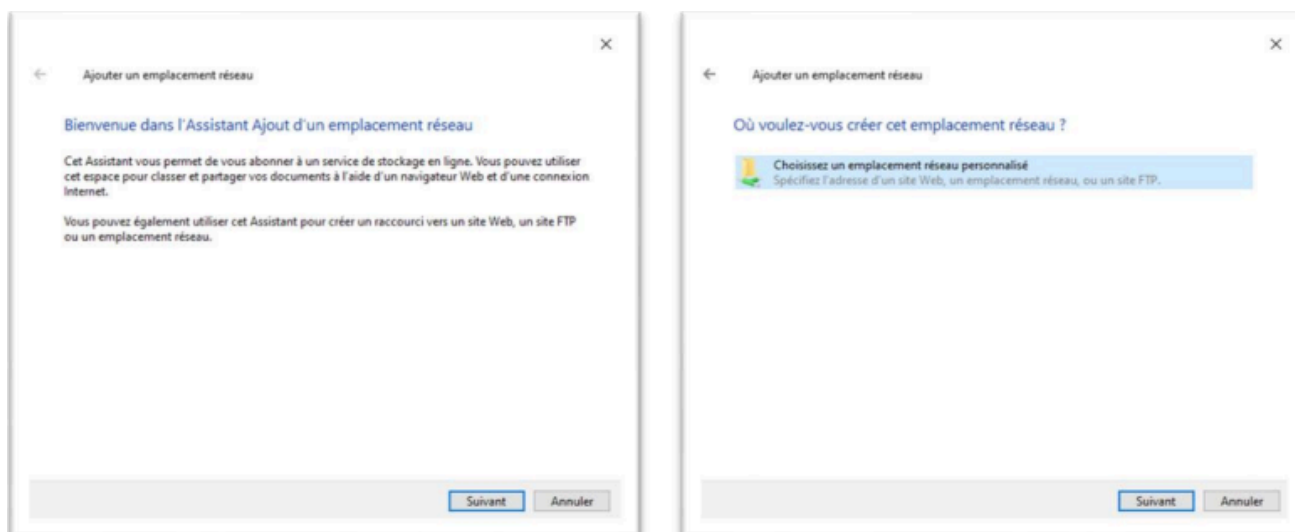 Ajouter un emplacement réseau
Bienvenue dans l'Assistant Ajout d'un emplacement réseau
Cet Assistant vous permet de vous abonner à un service de stockage en ligne. Vous pouvez utiliser
cet espace pour classer et partager vos documents à l'aide d'un navigateur Web et d'une connexion
Internet.
Vous pouvez également utiliser cet Assistant pour créer un raccourci vers un site Web, un site FTP
ou un emplacement réseau.
Suivant
Annuler
Ajouter un emplacement réseau
Où voulez-vous créer cet emplacement réseau ?
Choisissez un emplacement réseau personnalisé
Spécifiez l'adresse d'un site Web, un emplacement réseau, ou un site FTP.
Suivant
Annuler